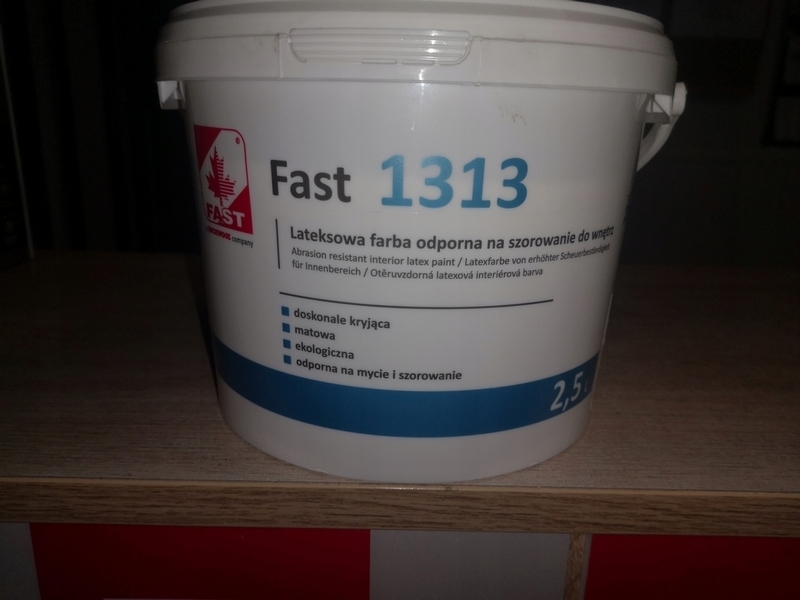 FAST
company
Fast 1313
Lateksowa farba odporna na szorowanie do wnętrz
Abrasion resistant interior latex paint / Latexfarbe von erhöhter Scheuerbeständigkeit
für Innenbereich / Otěruvzdorná latexová interiérová barva
doskonale kryjąca
matowa
ekologiczna
odporna na mycie i szorowanie
2,5